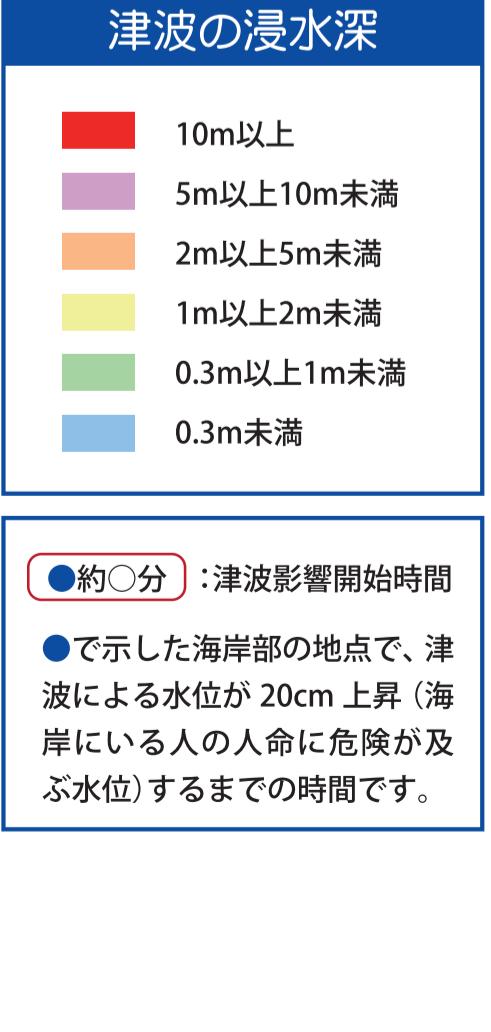 津波の浸水深
10m以上
5m以上10m未満
2m以上5m未満
1m以上2m未満
0.3m以上1m未満
0.3m未満
●約○分：津波影響開始時間
●で示した海岸部の地点で、津
波による水位が 20cm 上昇（海
岸にいる人の人命に危険が及
ぶ水位）するまでの時間です。